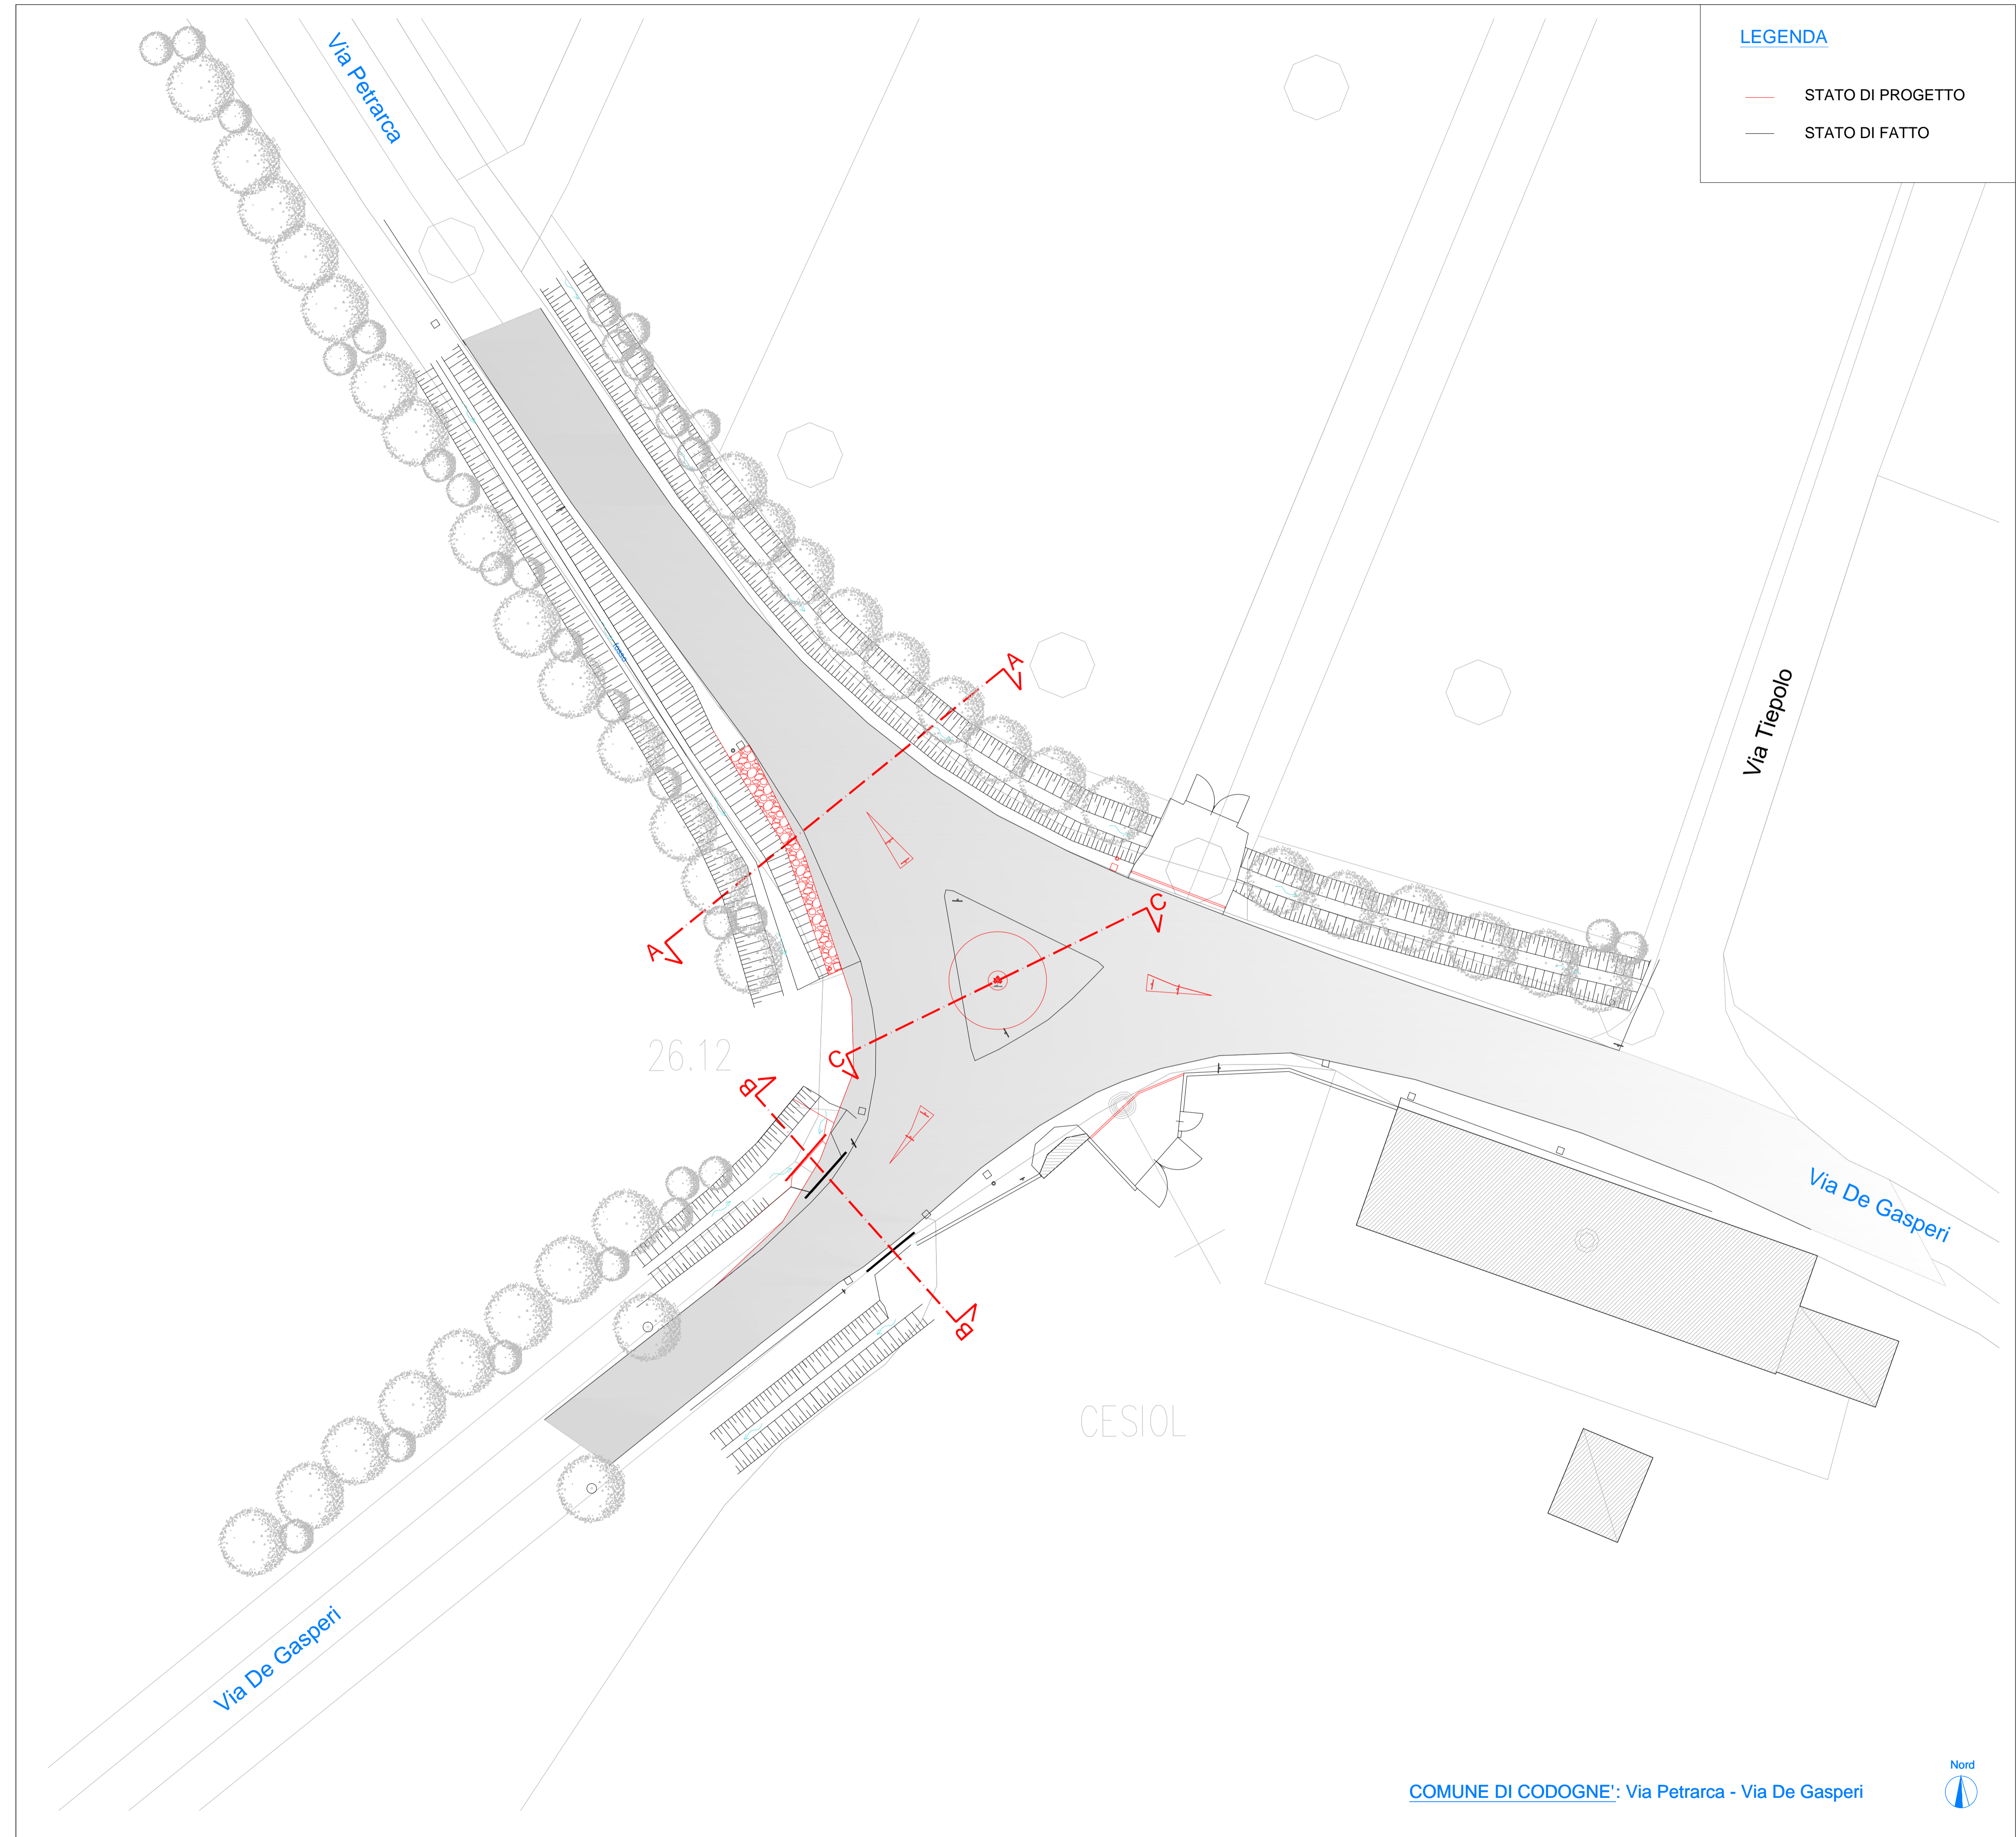 LEGENDA
STATO DI PROGETTO
STATO DI FATTO
Via Petrarca
fosso
A
A
Via Tiepolo
C
C
26.12
B
B
Via De Gasperi
CESIOL
Via De Gasperi
COMUNE DI CODOGNE': Via Petrarca - Via De Gasperi
Nord